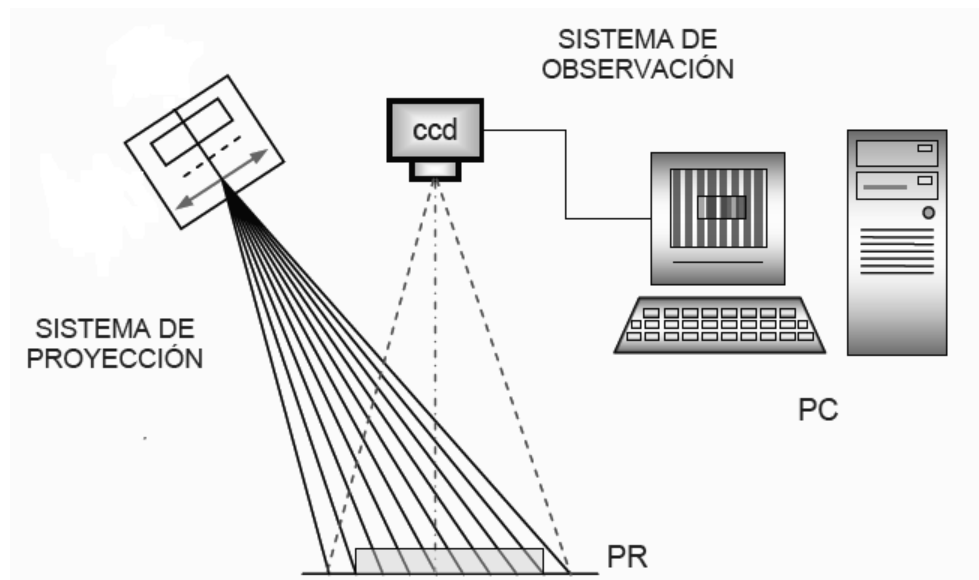 SISTEMA DE
OBSERVACIÓN
ccd
SISTEMA DE
PROYECCIÓN
PC
PR